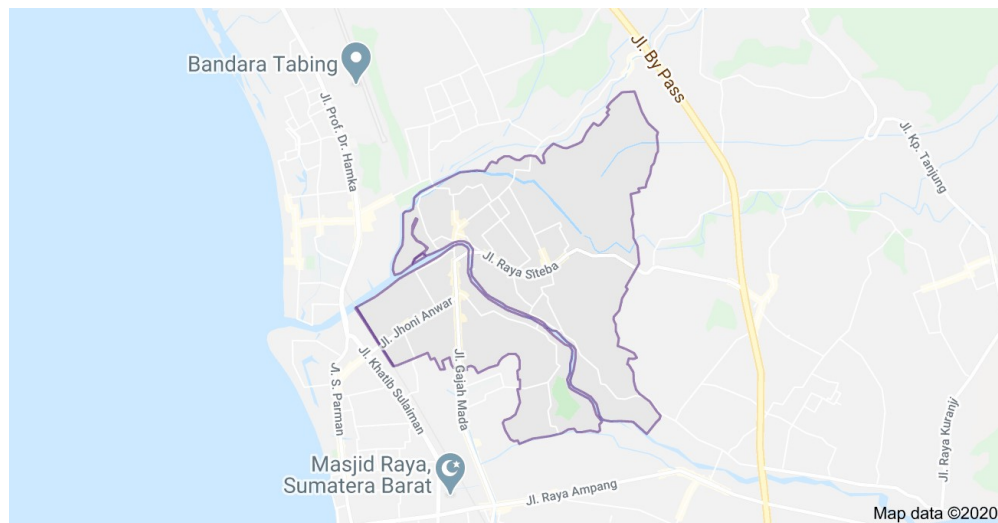 Jl. By Pass
Bandara Tabing
Jl. Prof. Dr. Hamka
Jl. Kp. Tanjung
Jl. Raya Siteba
Jl. Jhoni Anwar
Jl. Khatib Sulaiman
Jl. Gajah Mada
Jl. S. Parman
Jl. Raya Kuranji
Masjid Raya,
Sumatera Barat
Jl. Raya Ampang
Map data ©2020